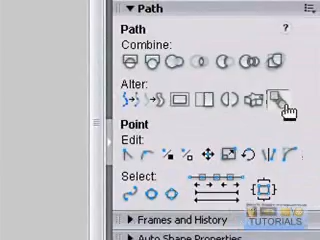 Path
Path
?
Combine:
Alter:
Point
Edit:
Select:
TUTORIALS
Frames and History
Auto Shape Properties